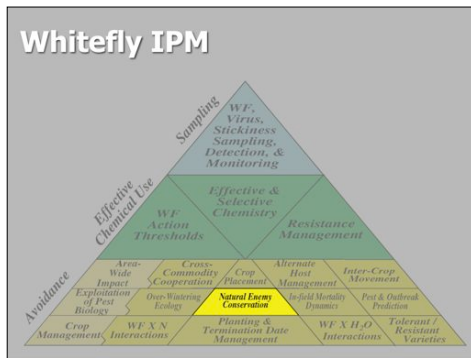 Whitefly IPM
Sampling
WF,
Virus,
Stickiness
Sampling,
Detection, &
Monitoring
Effective
Chemical Use
Effective &
Selective
Chemistry
WF
Action
Thresholds
Resistance
Management
Avoidance
Area-
Wide
Impact
Cross-
Commodity
Cooperation
Crop
Placement
Alternate
Host
Management
Inter-Crop
Movement
Exploitation
of Pest
Biology
Over-Wintering
Ecology
Natural Enemy
Conservation
In-field Mortality
Dynamics
Pest & Outbreak
Prediction
Crop
Management
WF X N
Interactions
Planting &
Termination Date
Management
WF X H2O
Interactions
Tolerant /
Resistant
Varieties